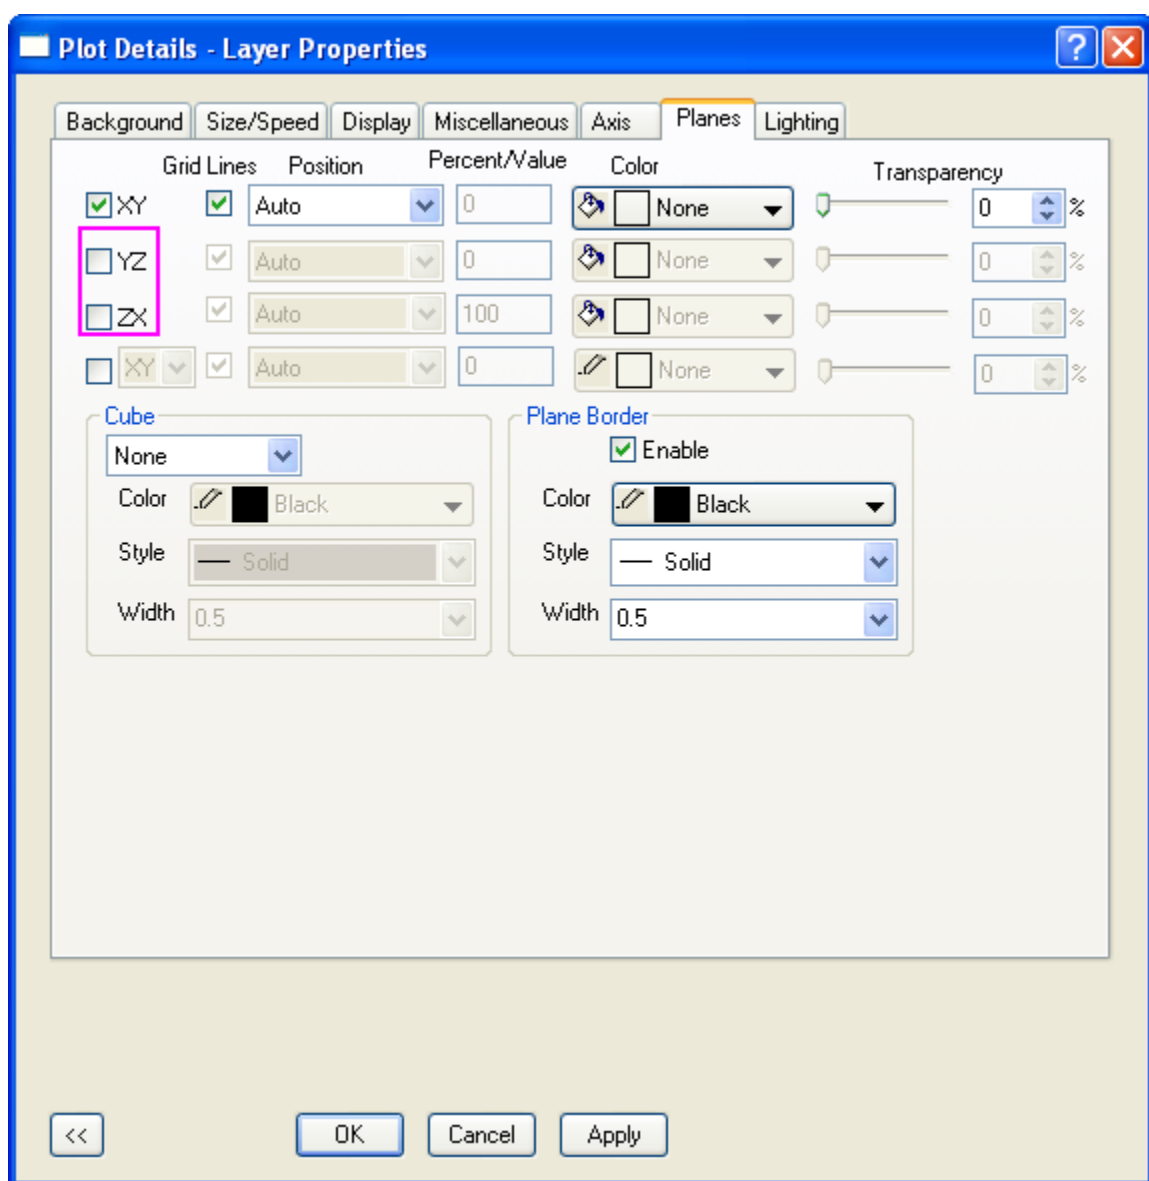 Plot Details - Layer Properties
Background Size/Speed Display Miscellaneous Axis Planes Lighting
Grid Lines Position Percent/Value Color Transparency
XY Auto 0 None 0 %
YZ Auto 0 None 0 %
ZX Auto 100 None 0 %
XY Auto 0 None 0 %
Cube
None
Color Black
Style Solid
Width 0.5
Plane Border
Enable
Color Black
Style Solid
Width 0.5
<< OK Cancel Apply